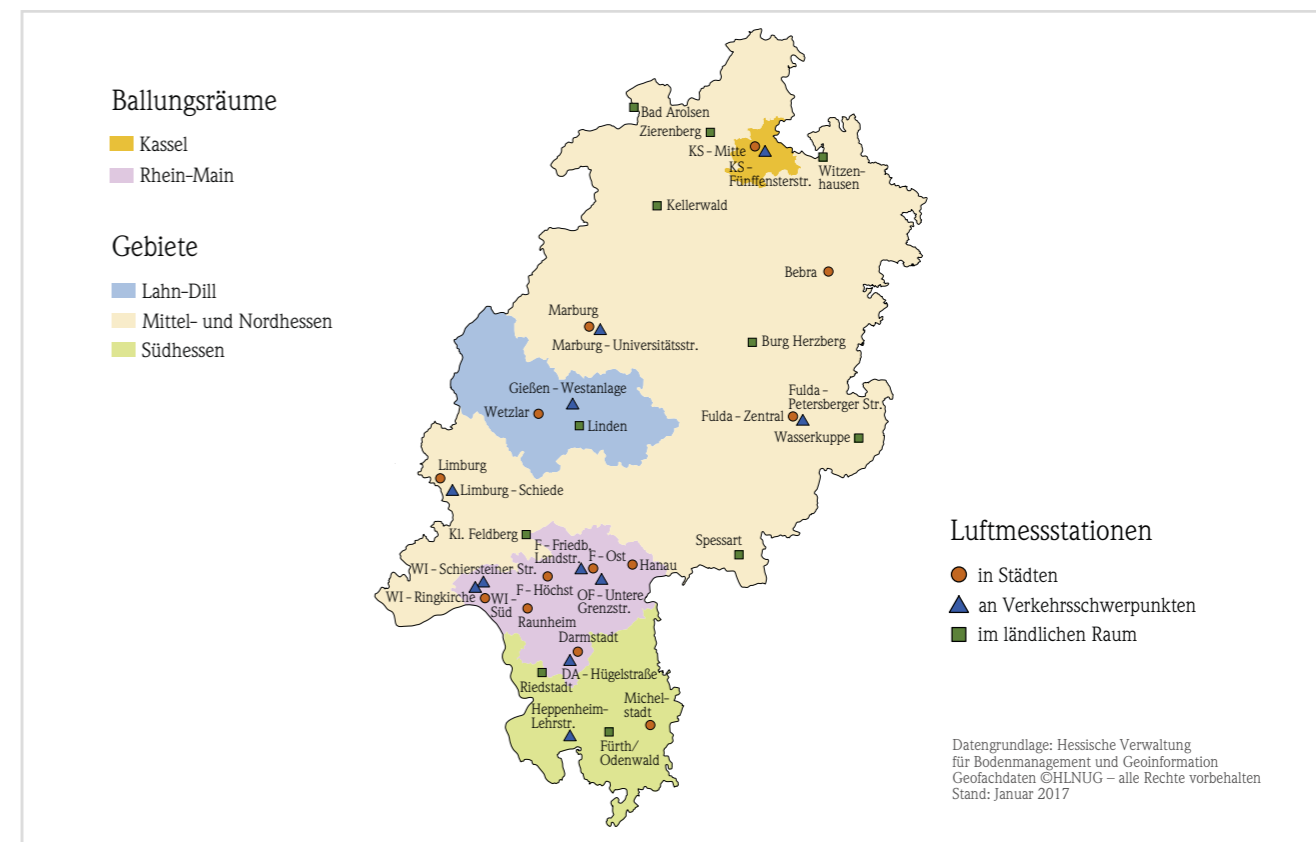 Ballungsräume
Kassel
Rhein-Main
Gebiete
Lahn-Dill
Mittel- und Nordhessen
Südhessen
Bad Arolsen
Zierenberg
KS - Mitte
KS -
Fünffensterstr.
Witzen-
hausen
Kellerwald
Bebra
Marburg
Marburg - Universitätsstr.
Burg Herzberg
Gießen - Westanlage
Wetzlar
Linden
Fulda -
Petersberger Str.
Fulda - Zentral
Wasserkuppe
Limburg
Limburg - Schiede
Kl. Feldberg
F - Friedb.
Landstr.
F - Ost
Hanau
Spessart
WI - Schiersteiner Str.
F - Höchst
WI - Ringkirche
WI -
Süd
OF - Untere
Grenzstr.
Raunheim
Darmstadt
DA - Hügelstraße
Riedstadt
Michel-
stadt
Heppenheim-
Lehrstr.
Fürth/
Odenwald
Luftmessstationen
in Städten
an Verkehrsschwerpunkten
im ländlichen Raum
Datengrundlage: Hessische Verwaltung
für Bodenmanagement und Geoinformation
Geofachdaten ©HLNUG – alle Rechte vorbehalten
Stand: Januar 2017